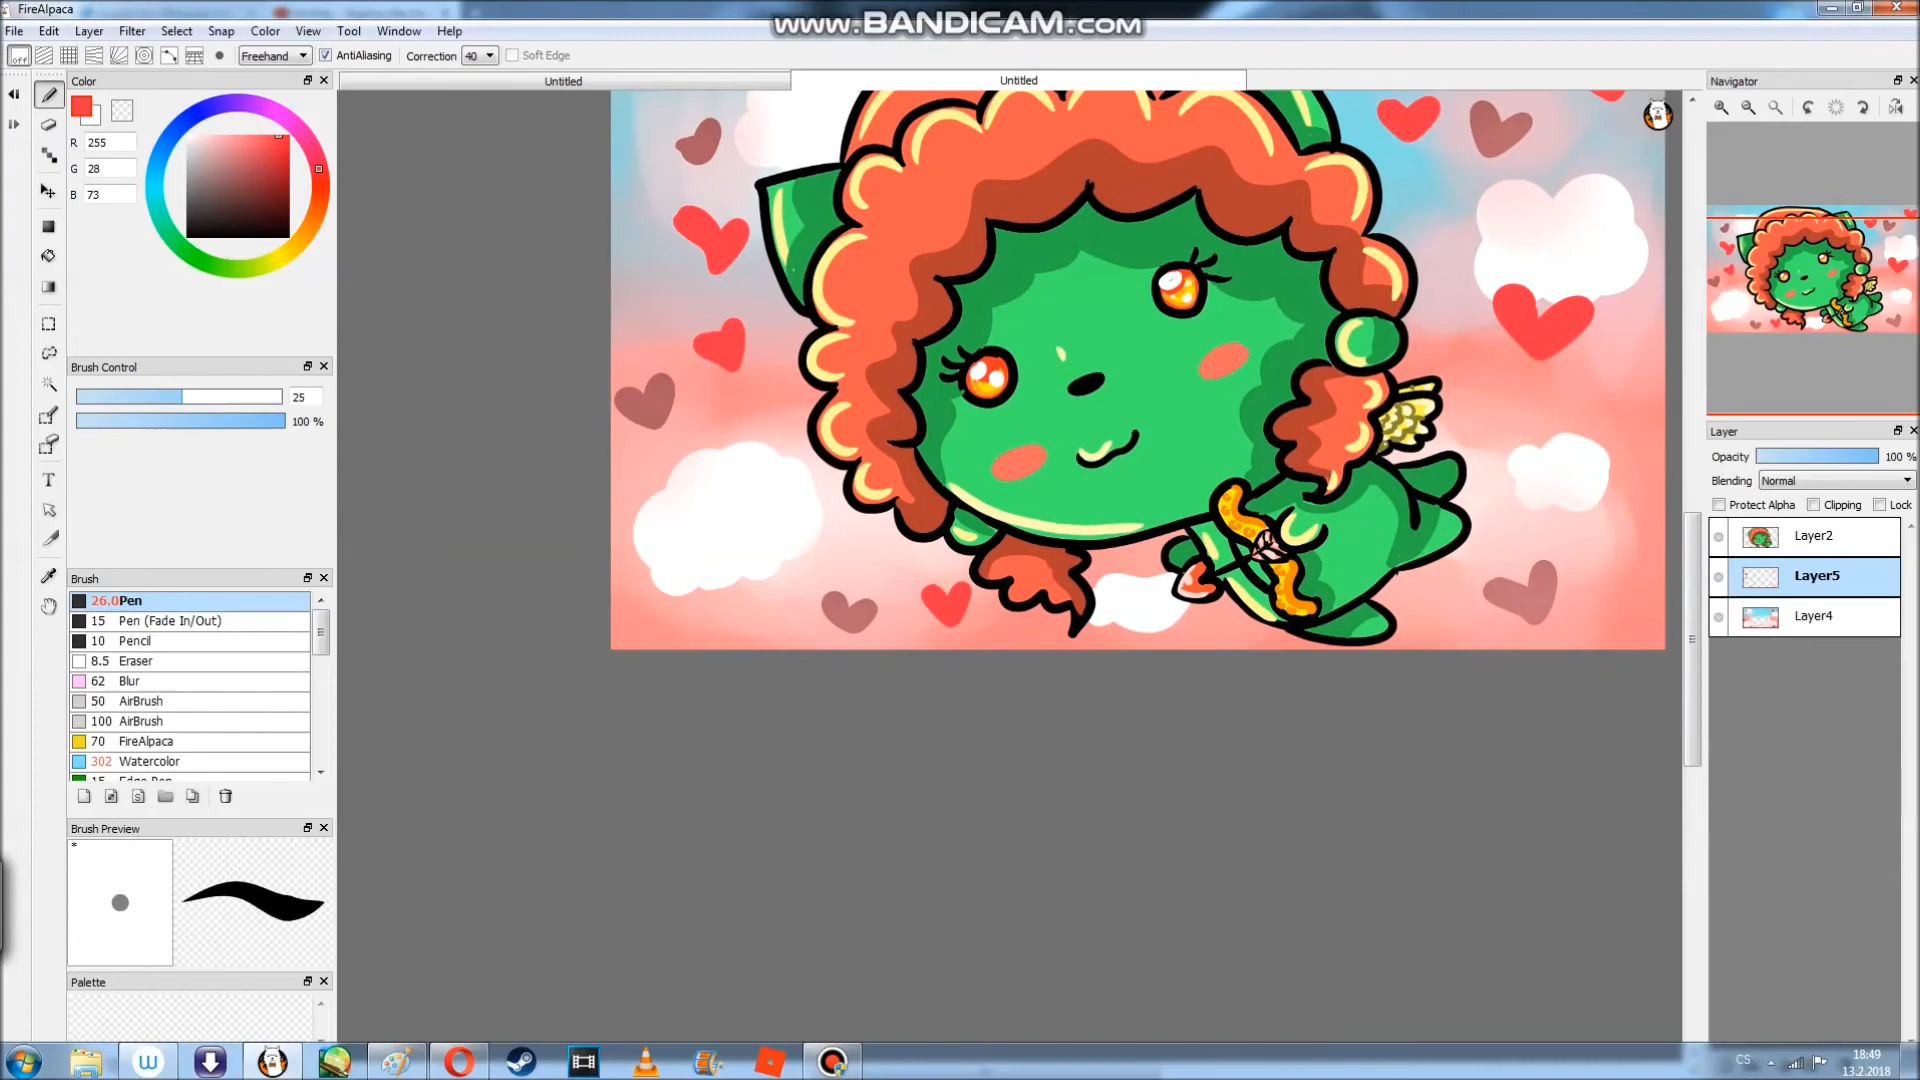 FireAlpaca
www.BANDICAM.com
File Edit Layer Filter Select Snap Color View Tool Window Help
off Freehand AntiAliasing Correction 40 Soft Edge
Color
Untitled
Untitled
Navigator
R 255
G 28
B 73
Brush Control
25
100 %
Layer
Opacity 100 %
Blending Normal
Protect Alpha Clipping Lock
Layer2
Layer5
Layer4
Brush
26.0 Pen
15 Pen (Fade In/Out)
10 Pencil
8.5 Eraser
62 Blur
50 AirBrush
100 AirBrush
70 FireAlpaca
302 Watercolor
15 Edge Pen
Brush Preview
*
Palette
CS
18:49
13.2.2018